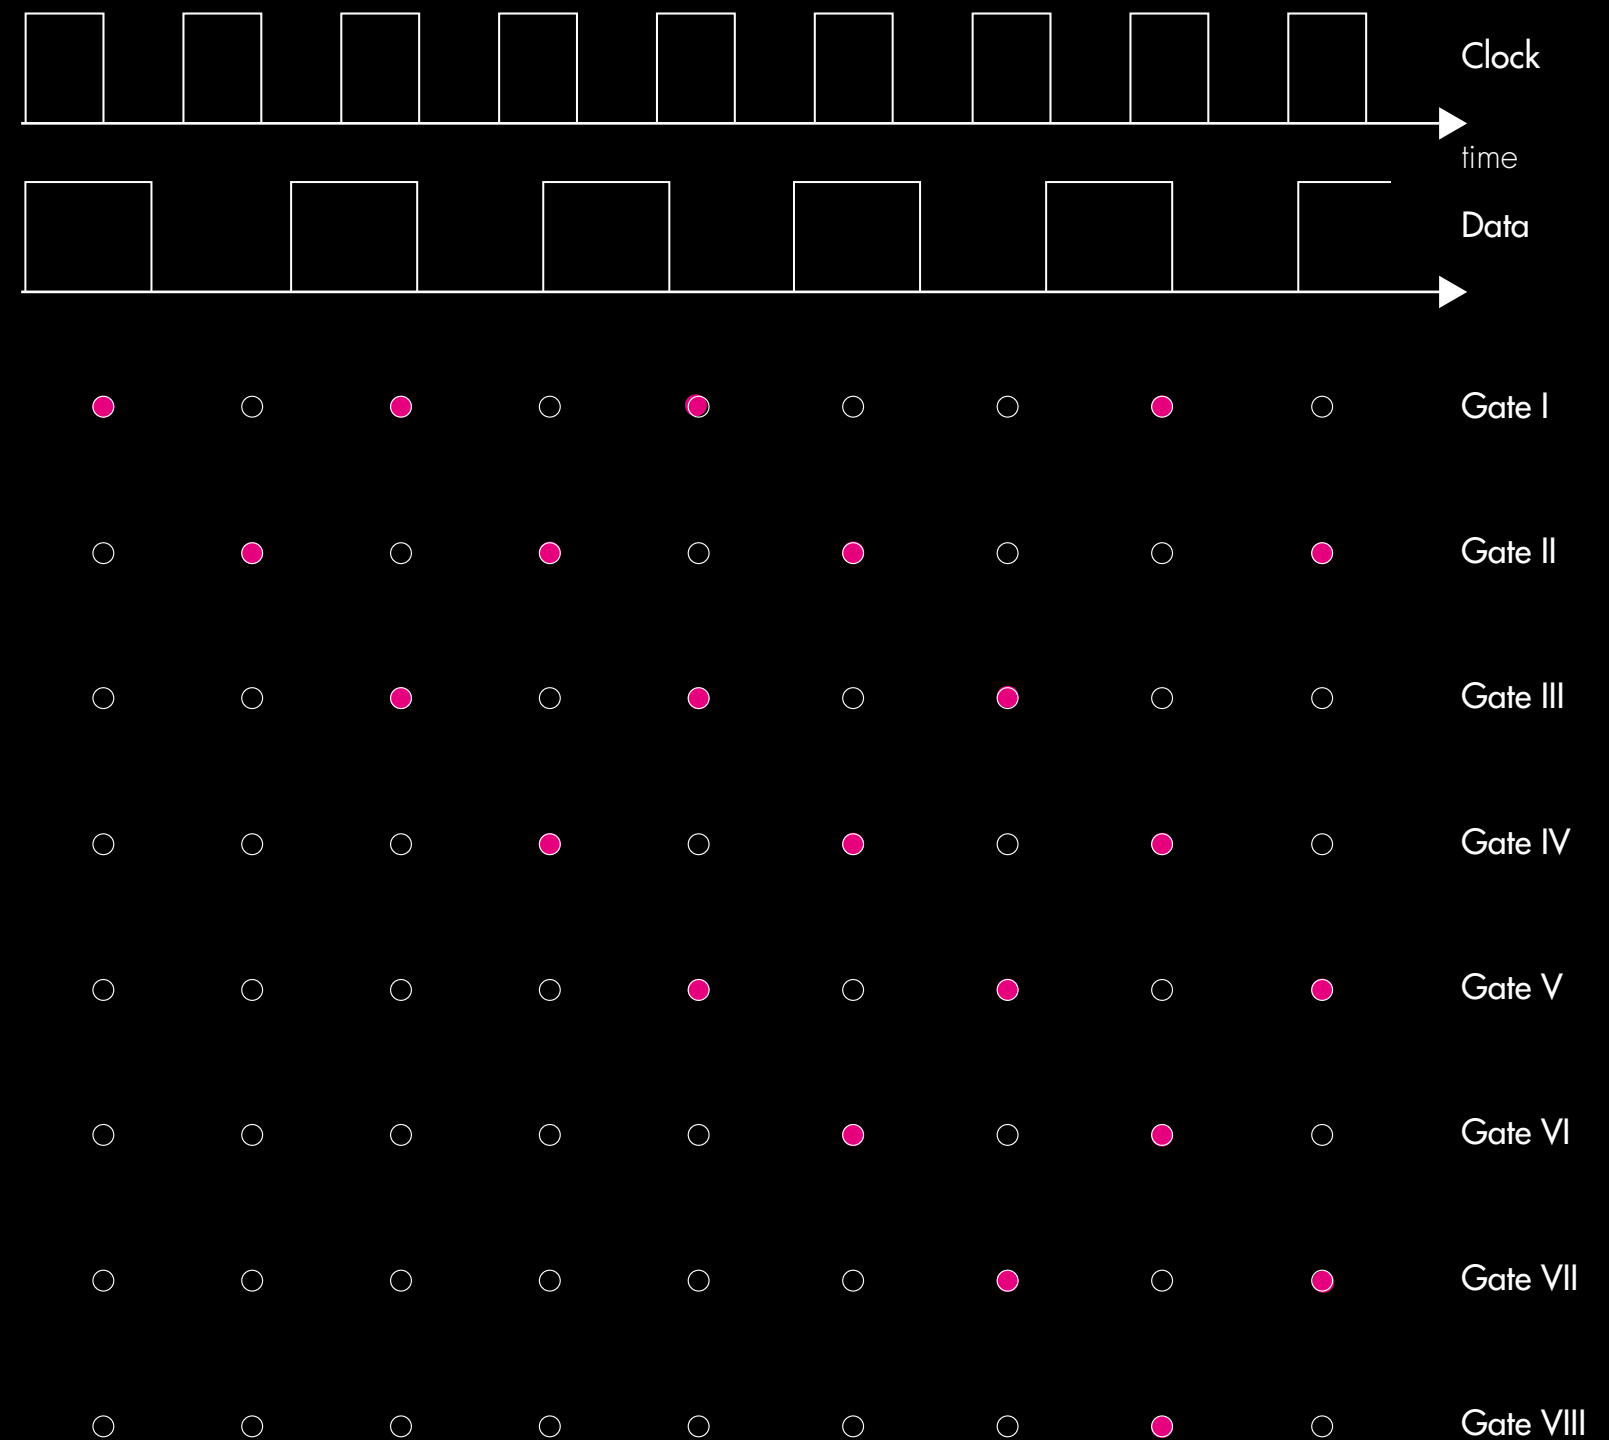 Clock
time
Data
Gate I
Gate II
Gate III
Gate IV
Gate V
Gate VI
Gate VII
Gate VIII